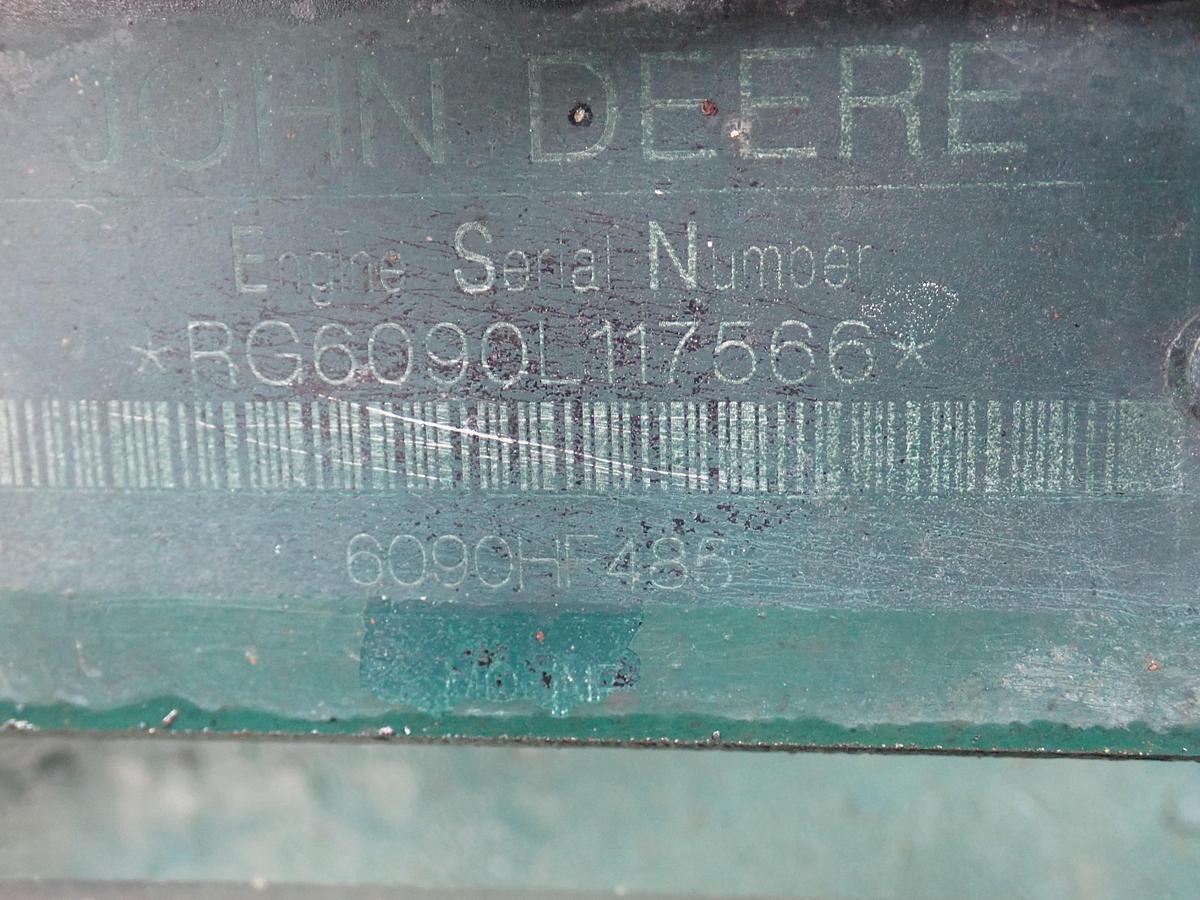 JOHN DEERE
Engine Serial Number
*RG6090L117566*
6090HF485